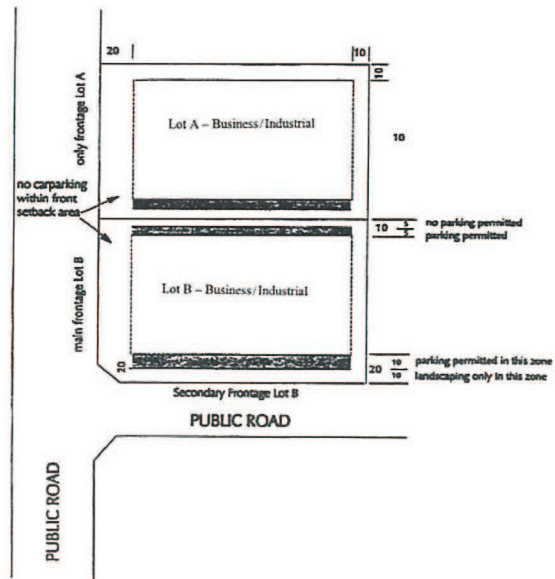 20
10
10
only frontage Lot A
Lot A – Business/Industrial
10
no carparking
within front
setback area
10
5
5
no parking permitted
parking permitted
main frontage Lot B
Lot B – Business/Industrial
20
20
10
10
parking permitted in this zone
landscaping only in this zone
Secondary Frontage Lot B
PUBLIC ROAD
PUBLIC ROAD